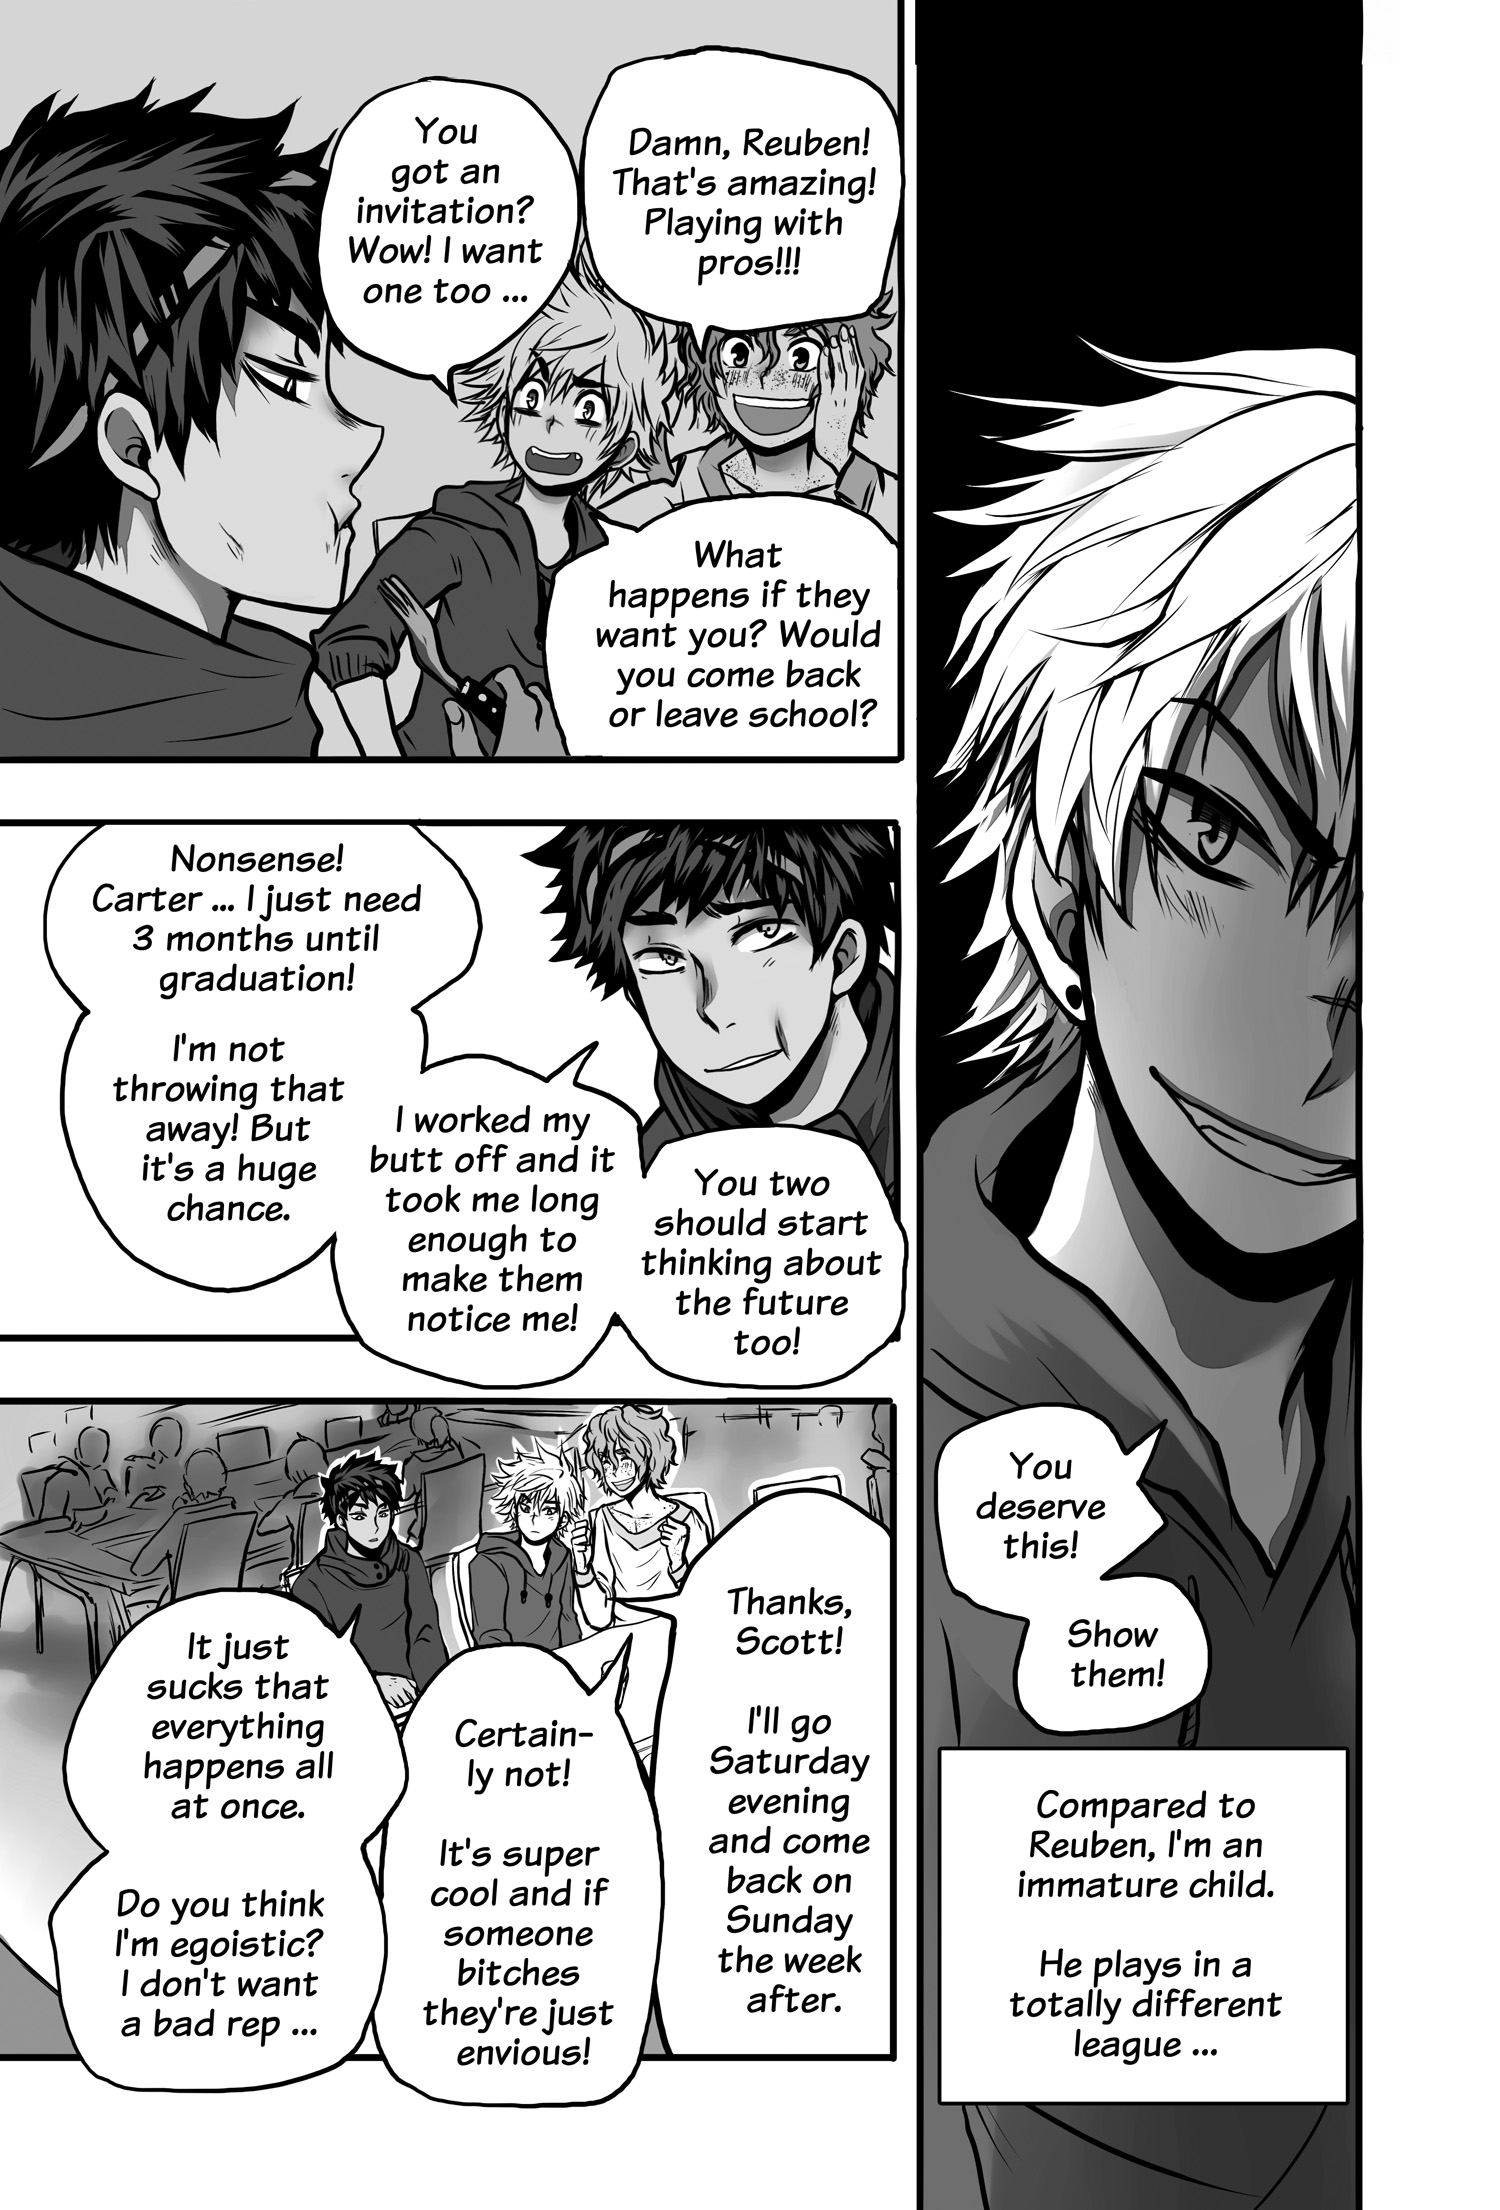 You
got an
invitation?
Wow! I want
one too ...
Damn, Reuben!
That's amazing!
Playing with
pros!!!
What
happens if they
want you? Would
you come back
or leave school?
Nonsense!
Carter ... I just need
3 months until
graduation!
I'm not
throwing that
away! But
it's a huge
chance.
I worked my
butt off and it
took me long
enough to
make them
notice me!
You two
should start
thinking about
the future
too!
It just
sucks that
everything
happens all
at once.
Do you think
I'm egoistic?
I don't want
a bad rep ...
Certain-
ly not!
It's super
cool and if
someone
bitches
they're just
envious!
Thanks,
Scott!
I'll go
Saturday
evening
and come
back on
Sunday
the week
after.
You
deserve
this!
Show
them!
Compared to
Reuben, I'm an
immature child.
He plays in a
totally different
league ...